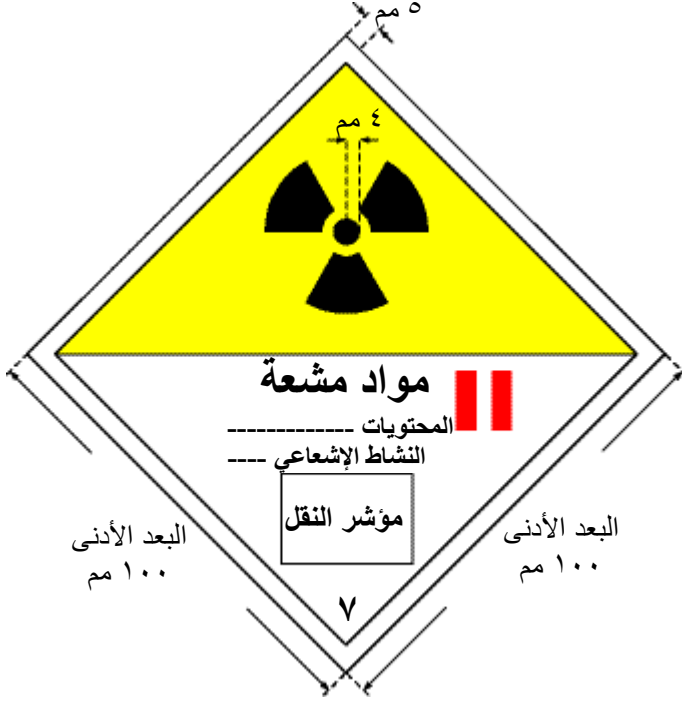 ٥ مم
٤ مم
مواد مشعة II
المحتويات -------------
النشاط الإشعاعي ----
مؤشر النقل
البعد الأدنى
١٠٠ مم
البعد الأدنى
١٠٠ مم
٧